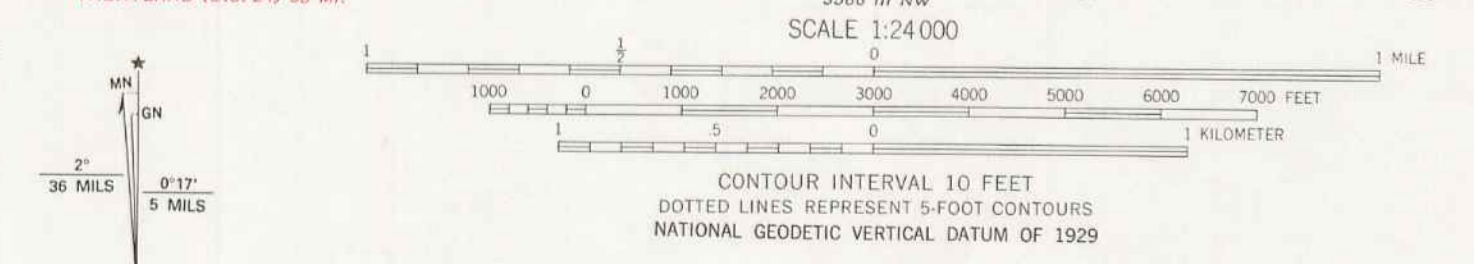 SCALE 1:24 000
1 ½ 0 1 MILE
1000 0 1000 2000 3000 4000 5000 6000 7000 FEET
1 .5 0 1 KILOMETER
CONTOUR INTERVAL 10 FEET
DOTTED LINES REPRESENT 5-FOOT CONTOURS
NATIONAL GEODETIC VERTICAL DATUM OF 1929
MN
GN
2°
36 MILS
0°17'
5 MILS